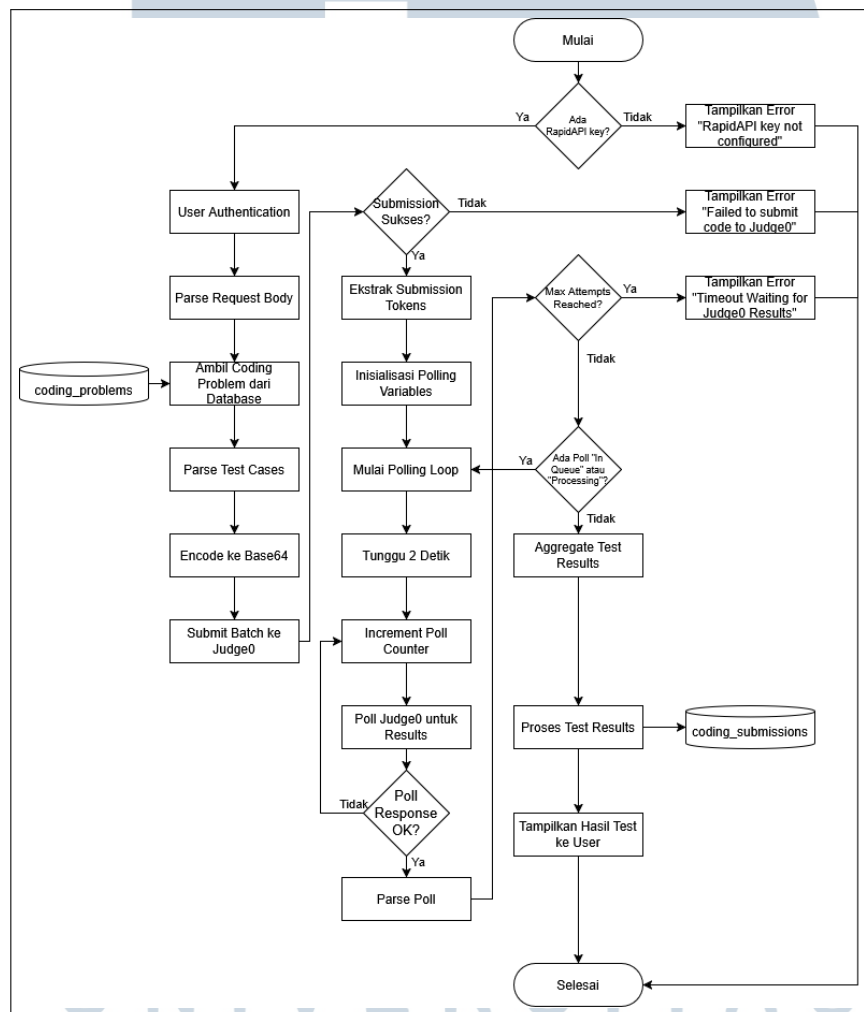 Mulai
Ada
RapidAPI key?
Ya
Tidak
Tampilkan Error
"RapidAPI key not
configured"
User Authentication
Submission
Sukses?
Tidak
Ya
Tampilkan Error
"Failed to submit
code to Judge0"
Parse Request Body
Ekstrak Submission
Tokens
Max Attempts
Reached?
Ya
Tidak
Tampilkan Error
"Timeout Waiting for
Judge0 Results"
coding_problems
Ambil Coding
Problem dari
Database
Inisialisasi Polling
Variables
Parse Test Cases
Mulai Polling Loop
Ya
Ada Poll "In
Queue" atau
"Processing"?
Tidak
Encode ke Base64
Tunggu 2 Detik
Aggregate Test
Results
Submit Batch ke
Judge0
Increment Poll
Counter
Poll Judge0 untuk
Results
Proses Test Results
coding_submissions
Tidak
Poll
Response
OK?
Ya
Tampilkan Hasil Test
ke User
Parse Poll
Selesai